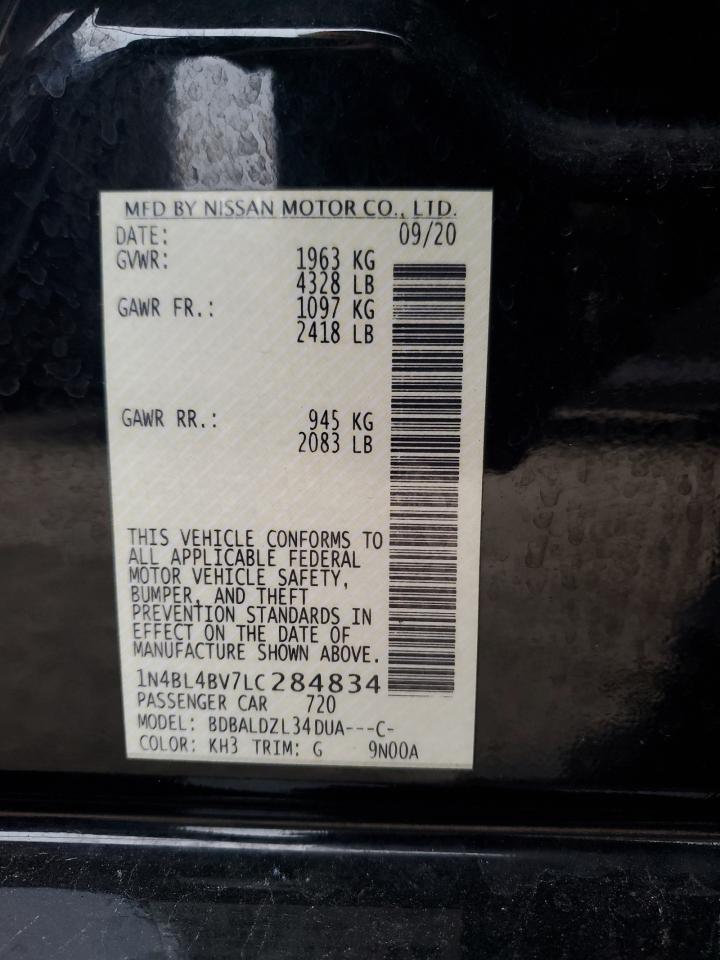 MFD BY NISSAN MOTOR CO., LTD.
DATE: 09/20
GVWR: 1963 KG
4328 LB
GAWR FR.: 1097 KG
2418 LB
GAWR RR.: 945 KG
2083 LB
THIS VEHICLE CONFORMS TO
ALL APPLICABLE FEDERAL
MOTOR VEHICLE SAFETY,
BUMPER, AND THEFT
PREVENTION STANDARDS IN
EFFECT ON THE DATE OF
MANUFACTURE SHOWN ABOVE.
1N4BL4BV7LC284834
PASSENGER CAR 720
MODEL: BDBALDZL34DUA---C-
COLOR: KH3 TRIM: G 9N00A